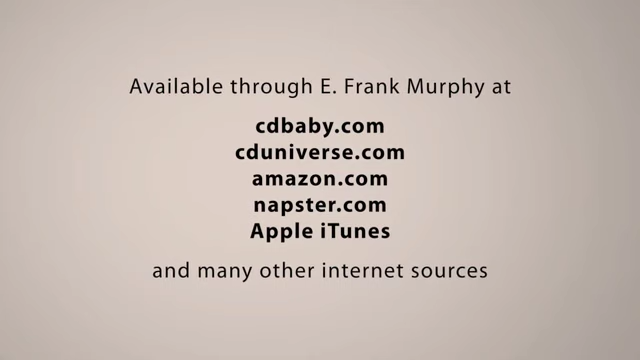 Available through E. Frank Murphy at
cdbaby.com
cduniverse.com
amazon.com
napster.com
Apple iTunes
and many other internet sources